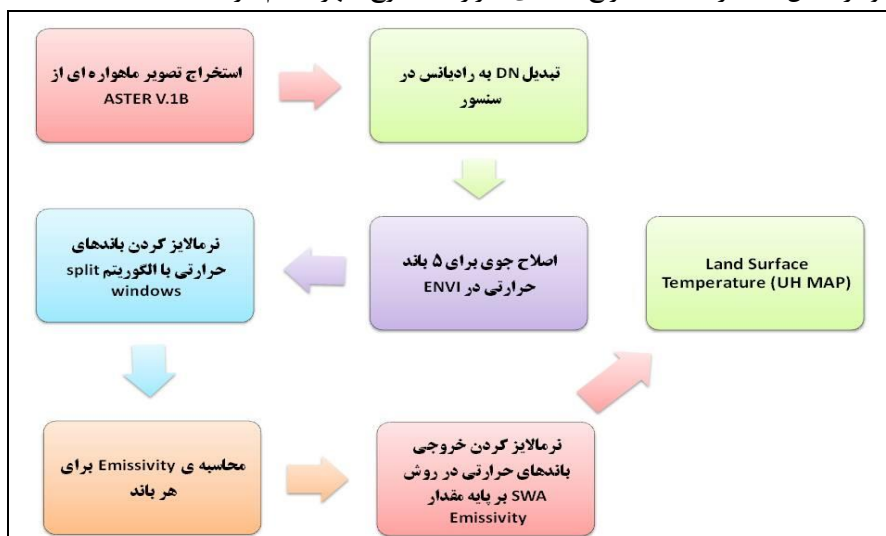 استخراج تصویر ماهواره ای از
ASTER V.1B
تبدیل DN به رادیانس در
سنسور
اصلاح جوی برای ۵ باند
حرارتی در ENVI
نرمالایز کردن باندهای
حرارتی با الگوریتم split
windows
محاسبه ی Emissivity برای
هر باند
نرمالایز کردن خروجی
باندهای حرارتی در روش
SWA بر پایه مقدار
Emissivity
Land Surface
Temperature (UH MAP)